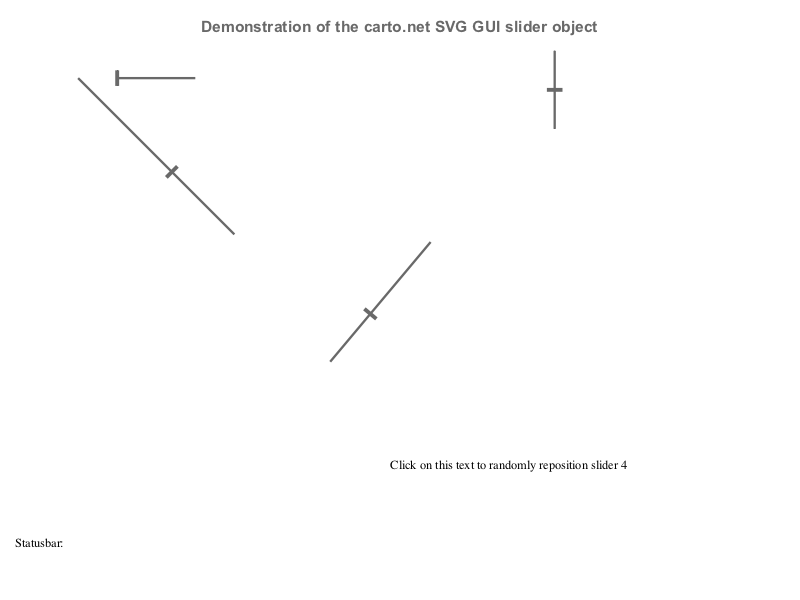 Demonstration of the carto.net SVG GUI slider object
Click on this text to randomly reposition slider 4
Statusbar: